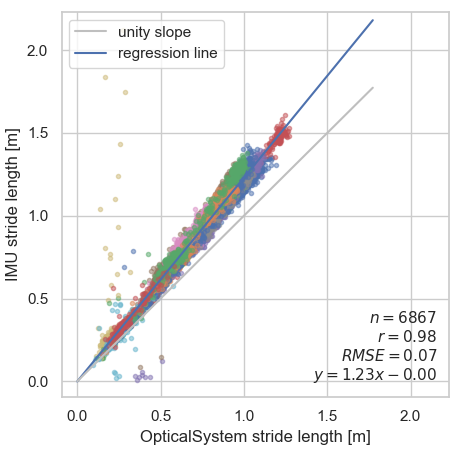 unity slope
regression line
2.0
1.5
1.0
0.5
0.0
IMU stride length [m]
n = 6867
r = 0.98
RMSE = 0.07
y = 1.23x − 0.00
0.0 0.5 1.0 1.5 2.0
OpticalSystem stride length [m]